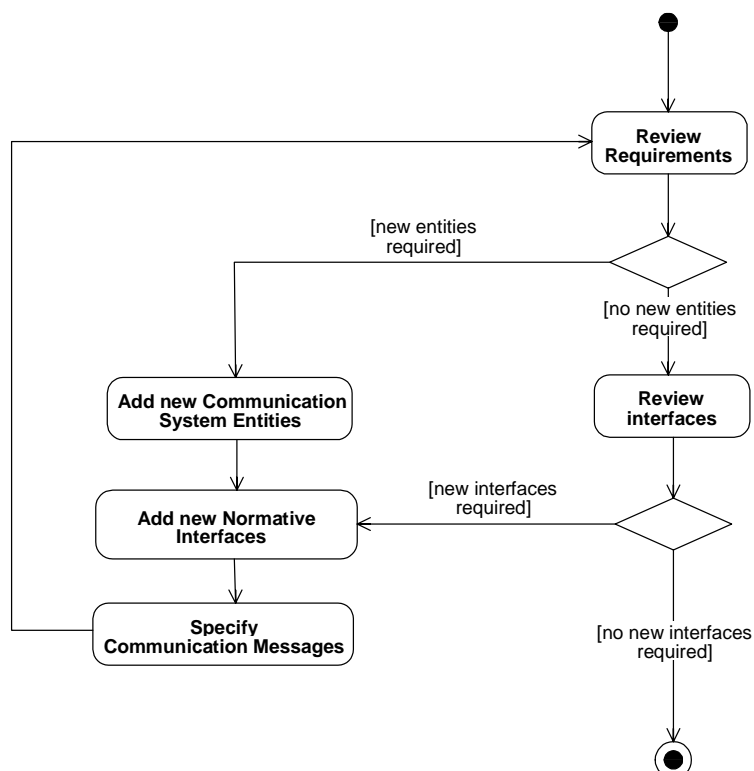 Review
Requirements
[new entities
required]
[no new entities
required]
Add new Communication
System Entities
Review
interfaces
[new interfaces
required]
Add new Normative
Interfaces
Specify
Communication Messages
[no new interfaces
required]